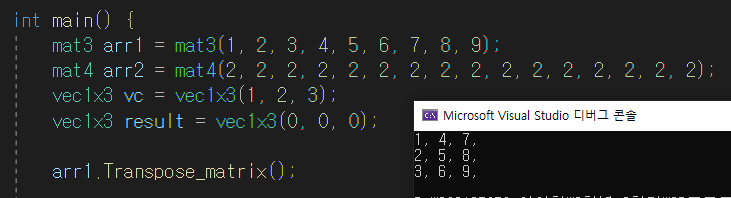 int main() {
mat3 arr1 = mat3(1, 2, 3, 4, 5, 6, 7, 8, 9);
mat4 arr2 = mat4(2, 2, 2, 2, 2, 2, 2, 2, 2, 2, 2, 2, 2, 2, 2, 2);
vec1x3 vc = vec1x3(1, 2, 3);
vec1x3 result = vec1x3(0, 0, 0);
arr1.Transpose_matrix();
Microsoft Visual Studio 디버그 콘솔
1, 4, 7,
2, 5, 8,
3, 6, 9,